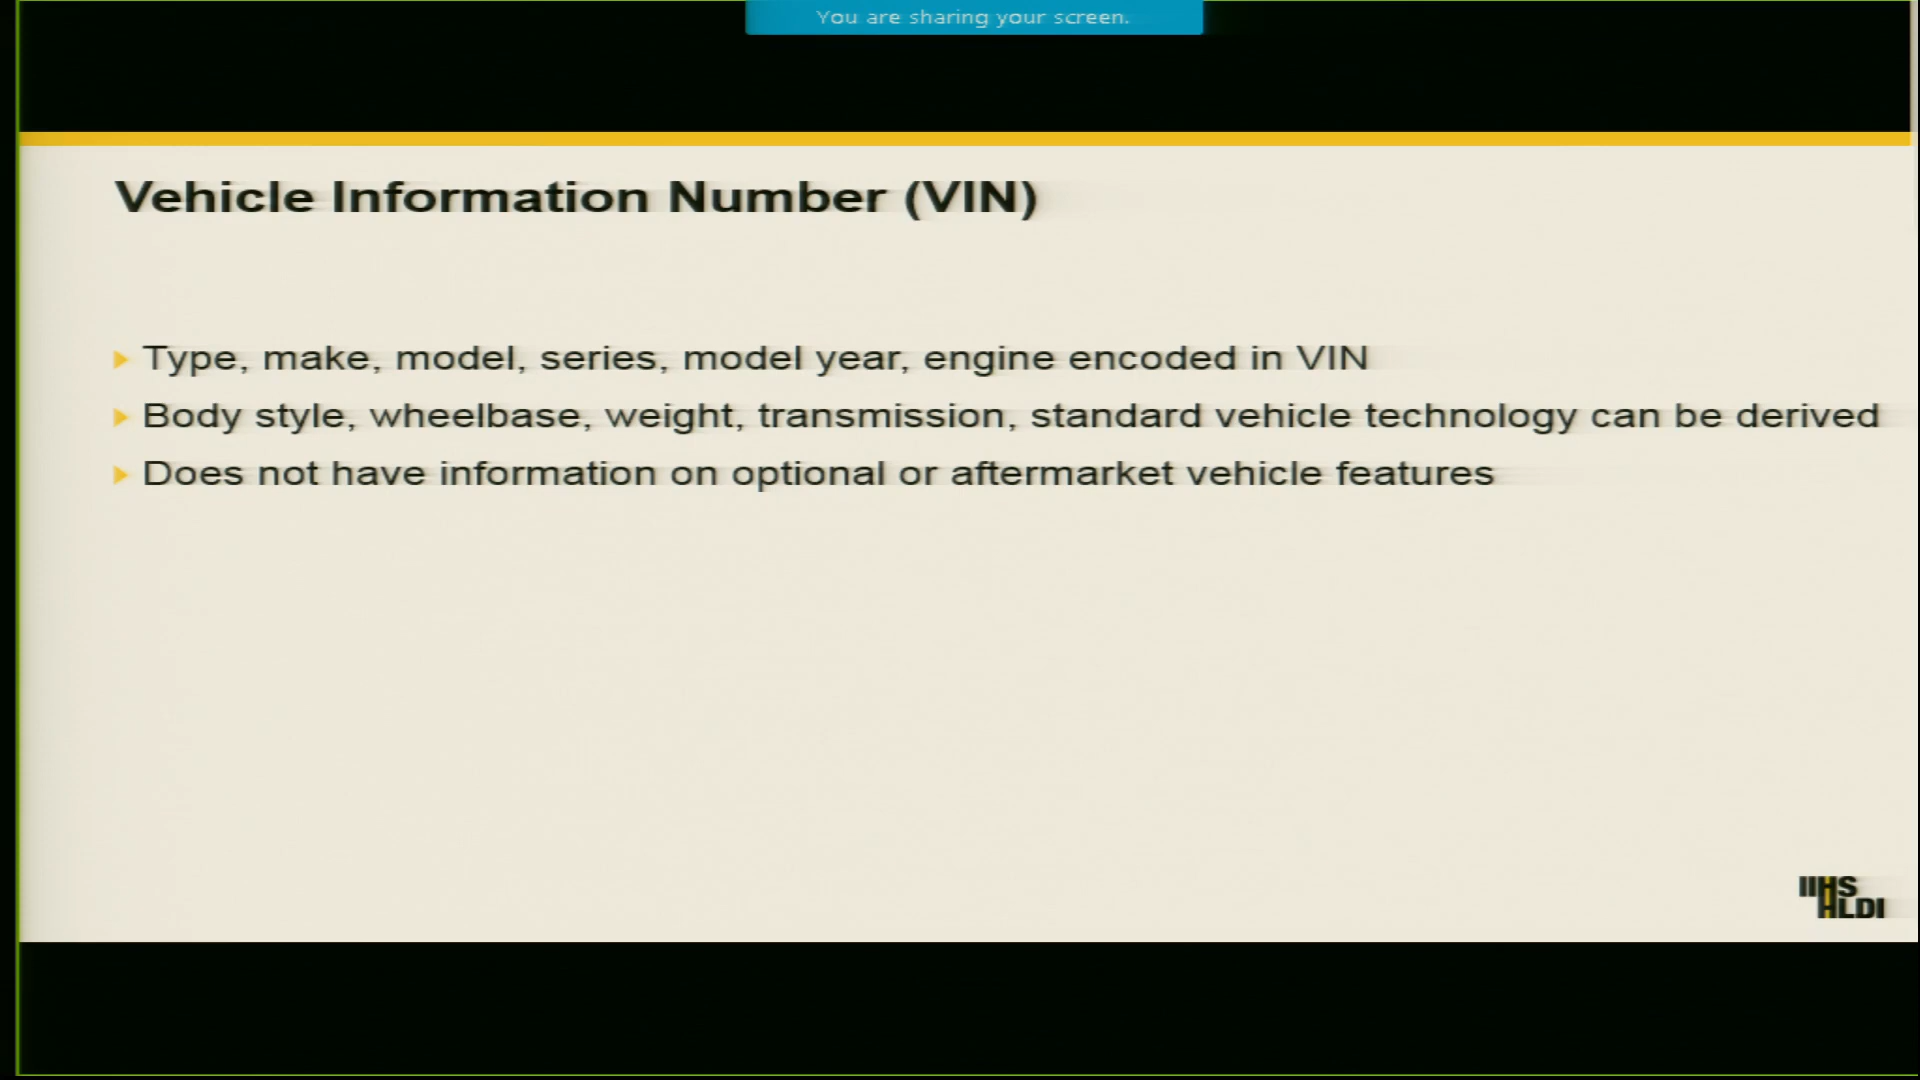 You are sharing your screen.
Vehicle Information Number (VIN)
Type, make, model, series, model year, engine encoded in VIN
Body style, wheelbase, weight, transmission, standard vehicle technology can be derived
Does not have information on optional or aftermarket vehicle features
IIHS
HLDI